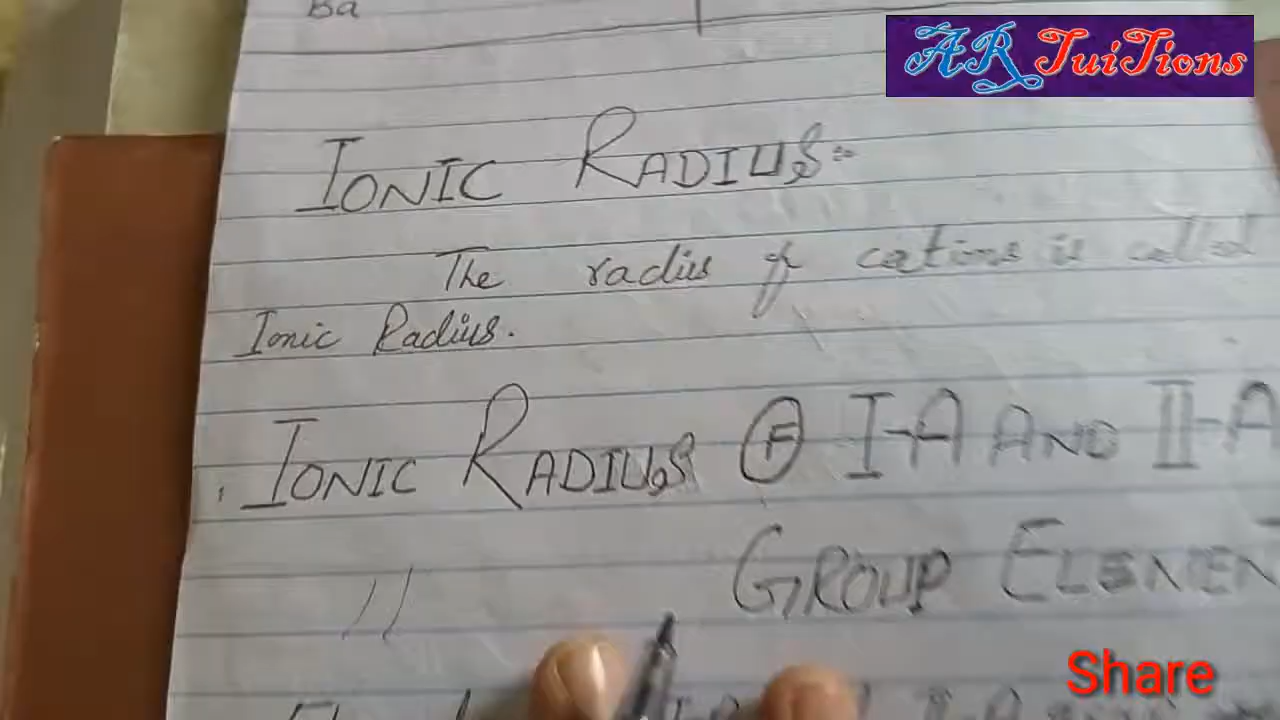 Ba
AR TuiTions
IONIC RADIUS:-
The radius of cations is called
Ionic Radius.
IONIC RADIUS OF I-A AND II-A
GROUP ELEMEN
II-A
Share